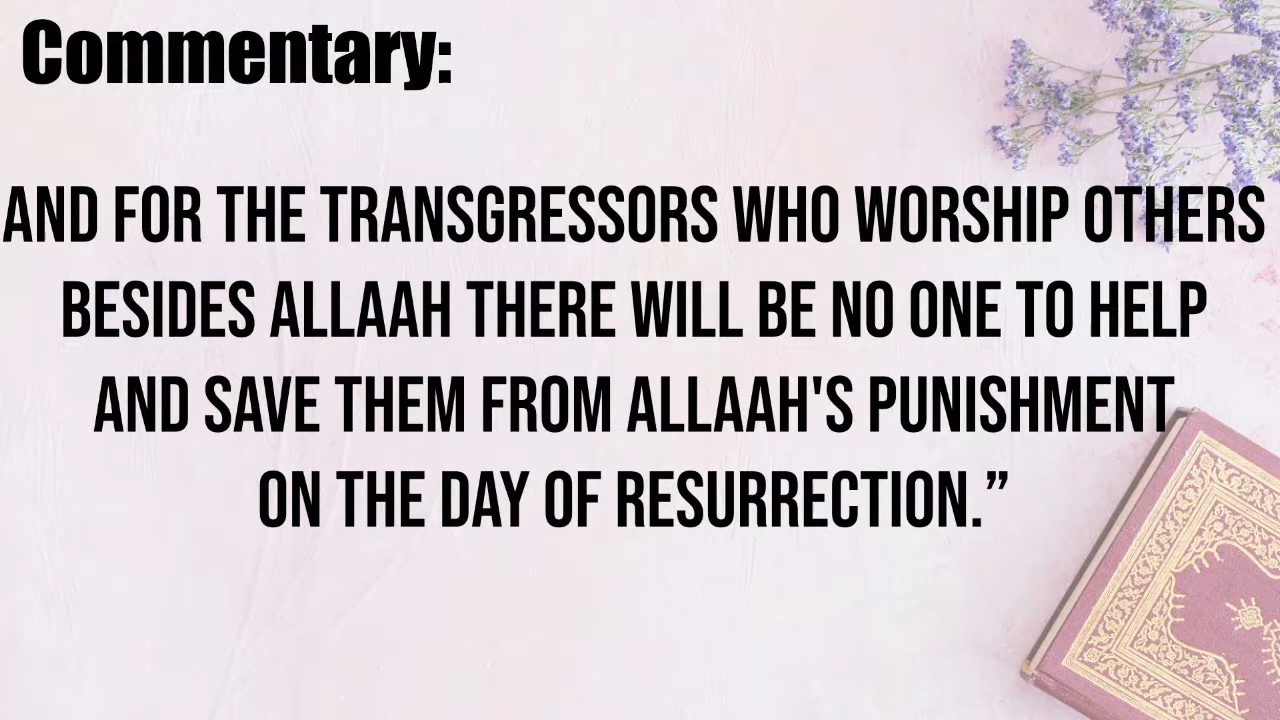 Commentary:
AND FOR THE TRANSGRESSORS WHO WORSHIP OTHERS
BESIDES ALLAAH THERE WILL BE NO ONE TO HELP
AND SAVE THEM FROM ALLAAH'S PUNISHMENT
ON THE DAY OF RESURRECTION.”